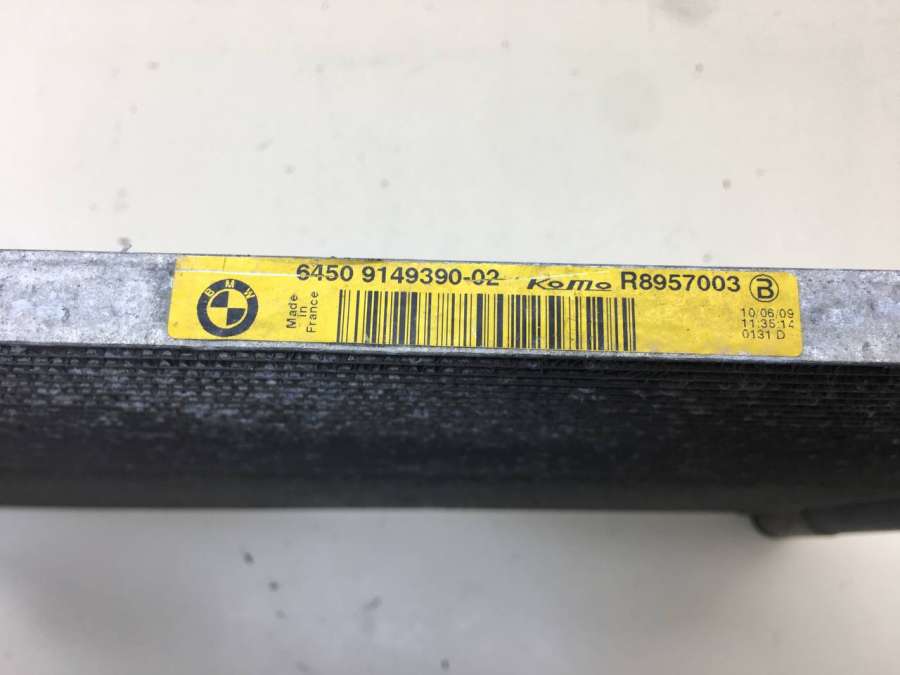 6450 9149390-02 KoMo R8957003 B
BMW
Made
in
France
10/06/09
11:35:14
0131 D